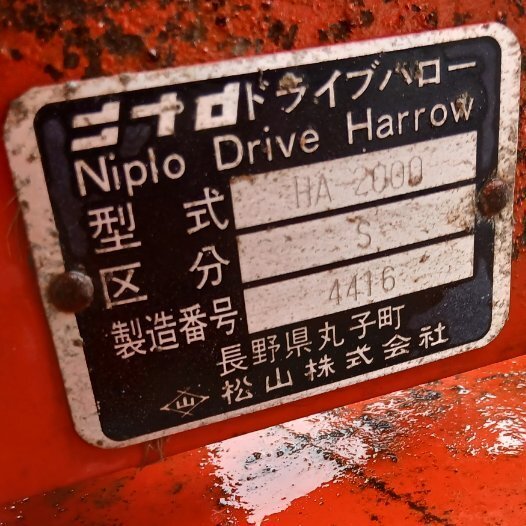 ニプロドライブハロー
Niplo Drive Harrow
型式 HA 2000
区分 S
製造番号 4416
長野県丸子町
山 松山株式会社